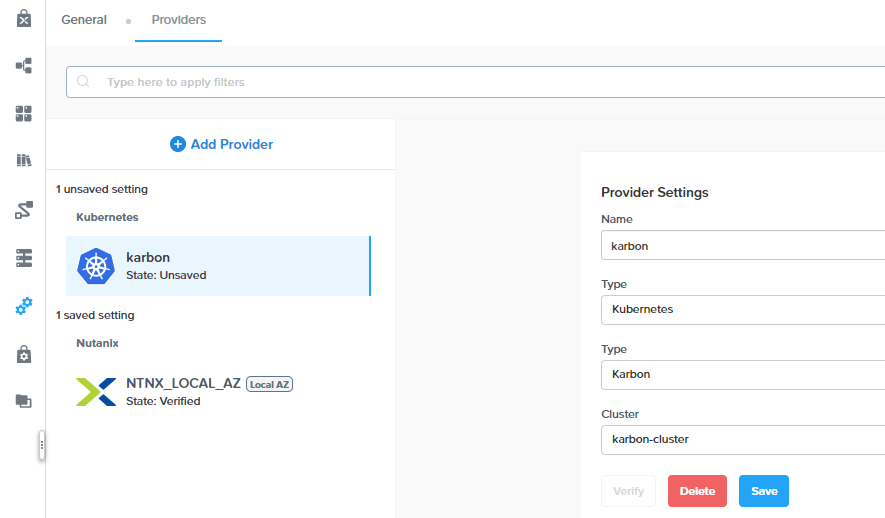 General
Providers
Type here to apply filters
Add Provider
1 unsaved setting
Kubernetes
karbon
State: Unsaved
1 saved setting
Nutanix
NTNX_LOCAL_AZ Local AZ
State: Verified
Provider Settings
Name
karbon
Type
Kubernetes
Type
Karbon
Cluster
karbon-cluster
Verify Delete Save